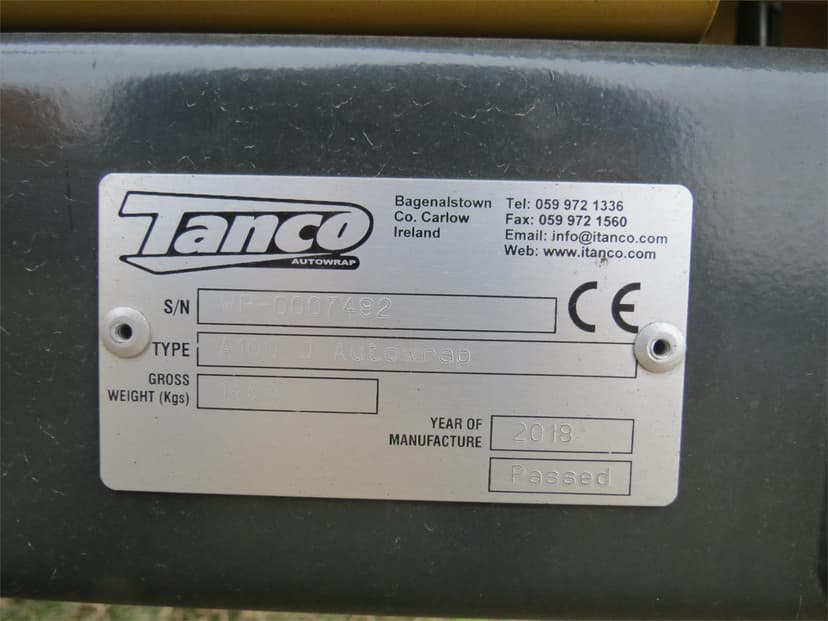 Tanco
AUTOWRAP
Bagenalstown
Co. Carlow
Ireland
Tel: 059 972 1336
Fax: 059 972 1560
Email: info@itanco.com
Web: www.itanco.com
S/N
TYPE Autowrap
GROSS
WEIGHT (Kgs)
YEAR OF
MANUFACTURE 2018
Passed
CE